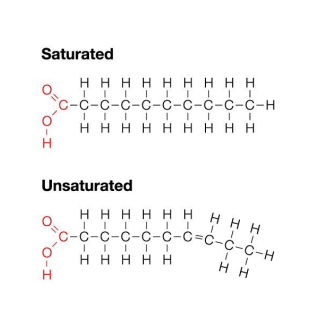 Saturated
H H H H H H H H H
O
C–C–C–C–C–C–C–C–C–C–H
O
H H H H H H H H H
H
Unsaturated
H H H H H H H H H
O
C–C–C–C–C–C–C=C–C–C–H
O
H H H H H H H
H